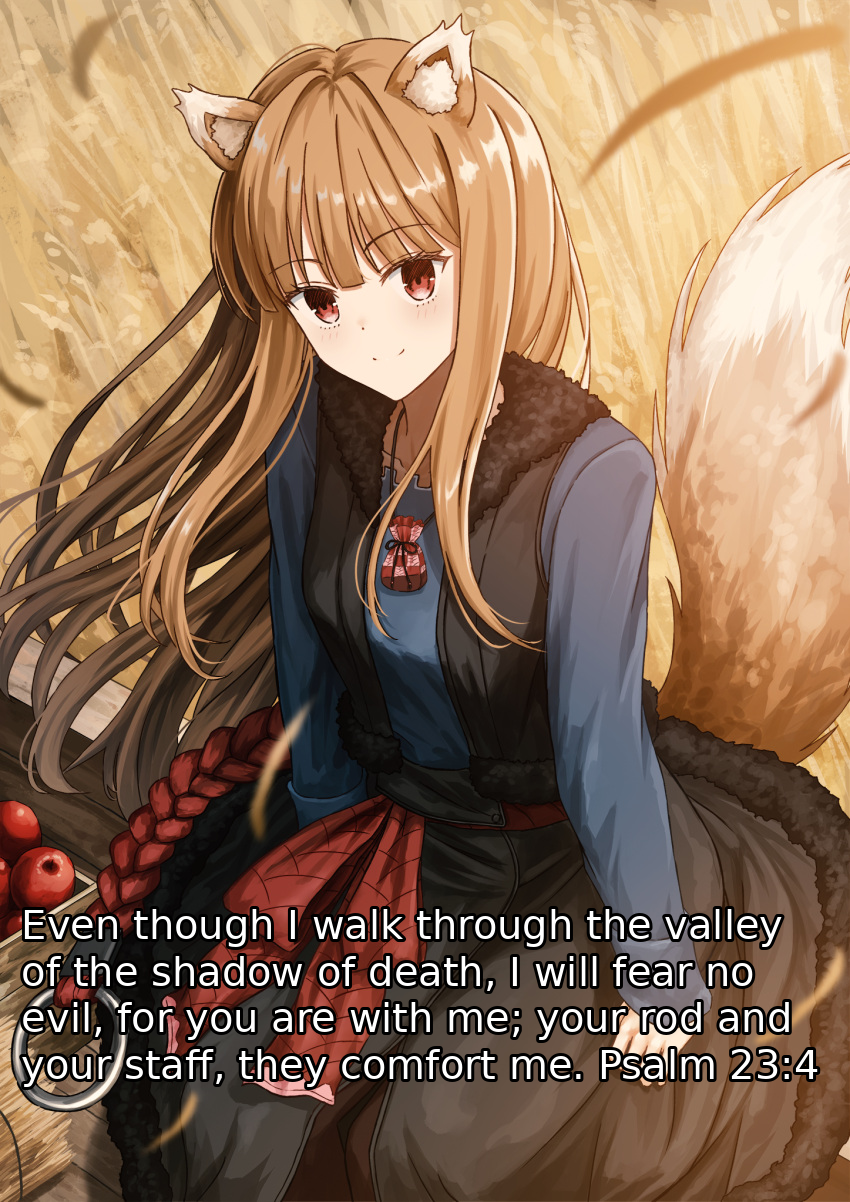 Even though I walk through the valley
of the shadow of death, I will fear no
evil, for you are with me; your rod and
your staff, they comfort me. Psalm 23:4